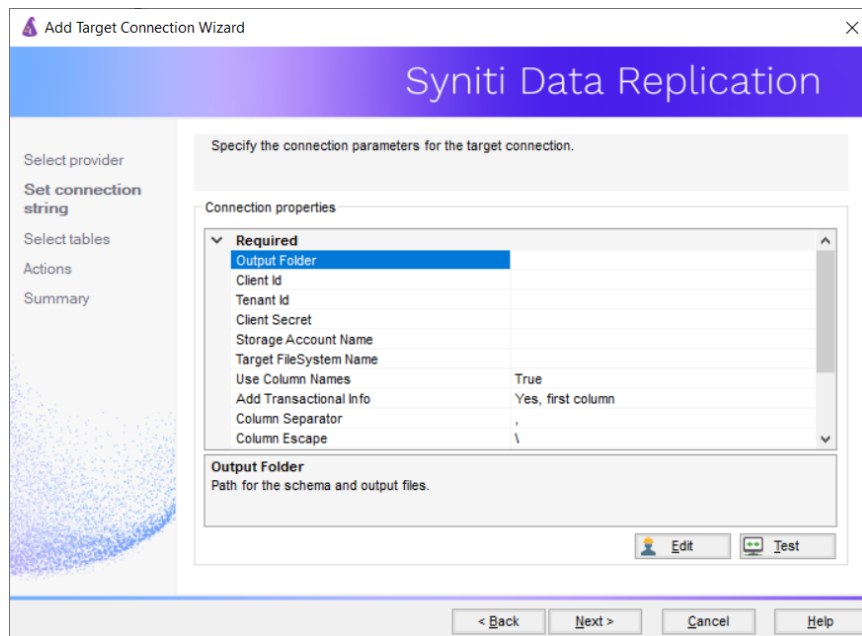 Add Target Connection Wizard
Syniti Data Replication
Select provider
Set connection
string
Select tables
Actions
Summary
Specify the connection parameters for the target connection.
Connection properties
Required
Output Folder
Client Id
Tenant Id
Client Secret
Storage Account Name
Target FileSystem Name
Use Column Names True
Add Transactional Info Yes, first column
Column Separator ,
Column Escape \
Output Folder
Path for the schema and output files.
Edit Test
< Back Next > Cancel Help